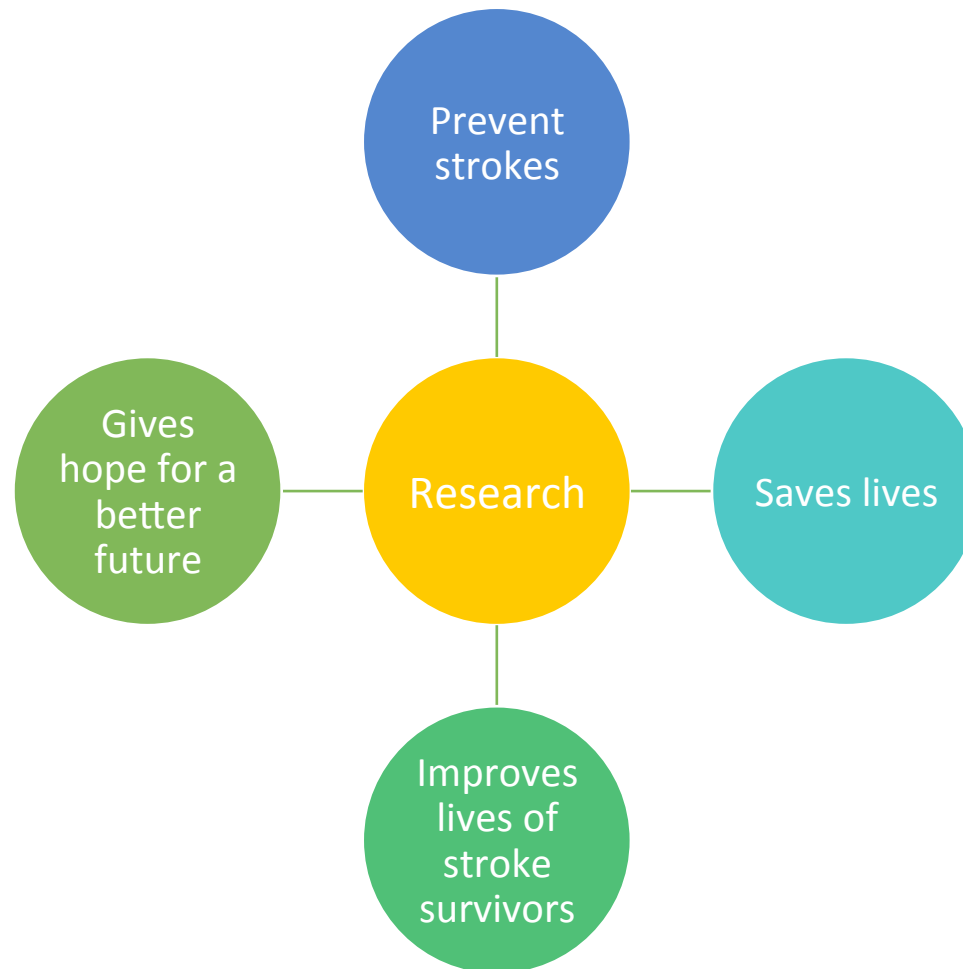 Prevent
strokes
Gives
hope for a
better
future
Research
Saves lives
Improves
lives of
stroke
survivors